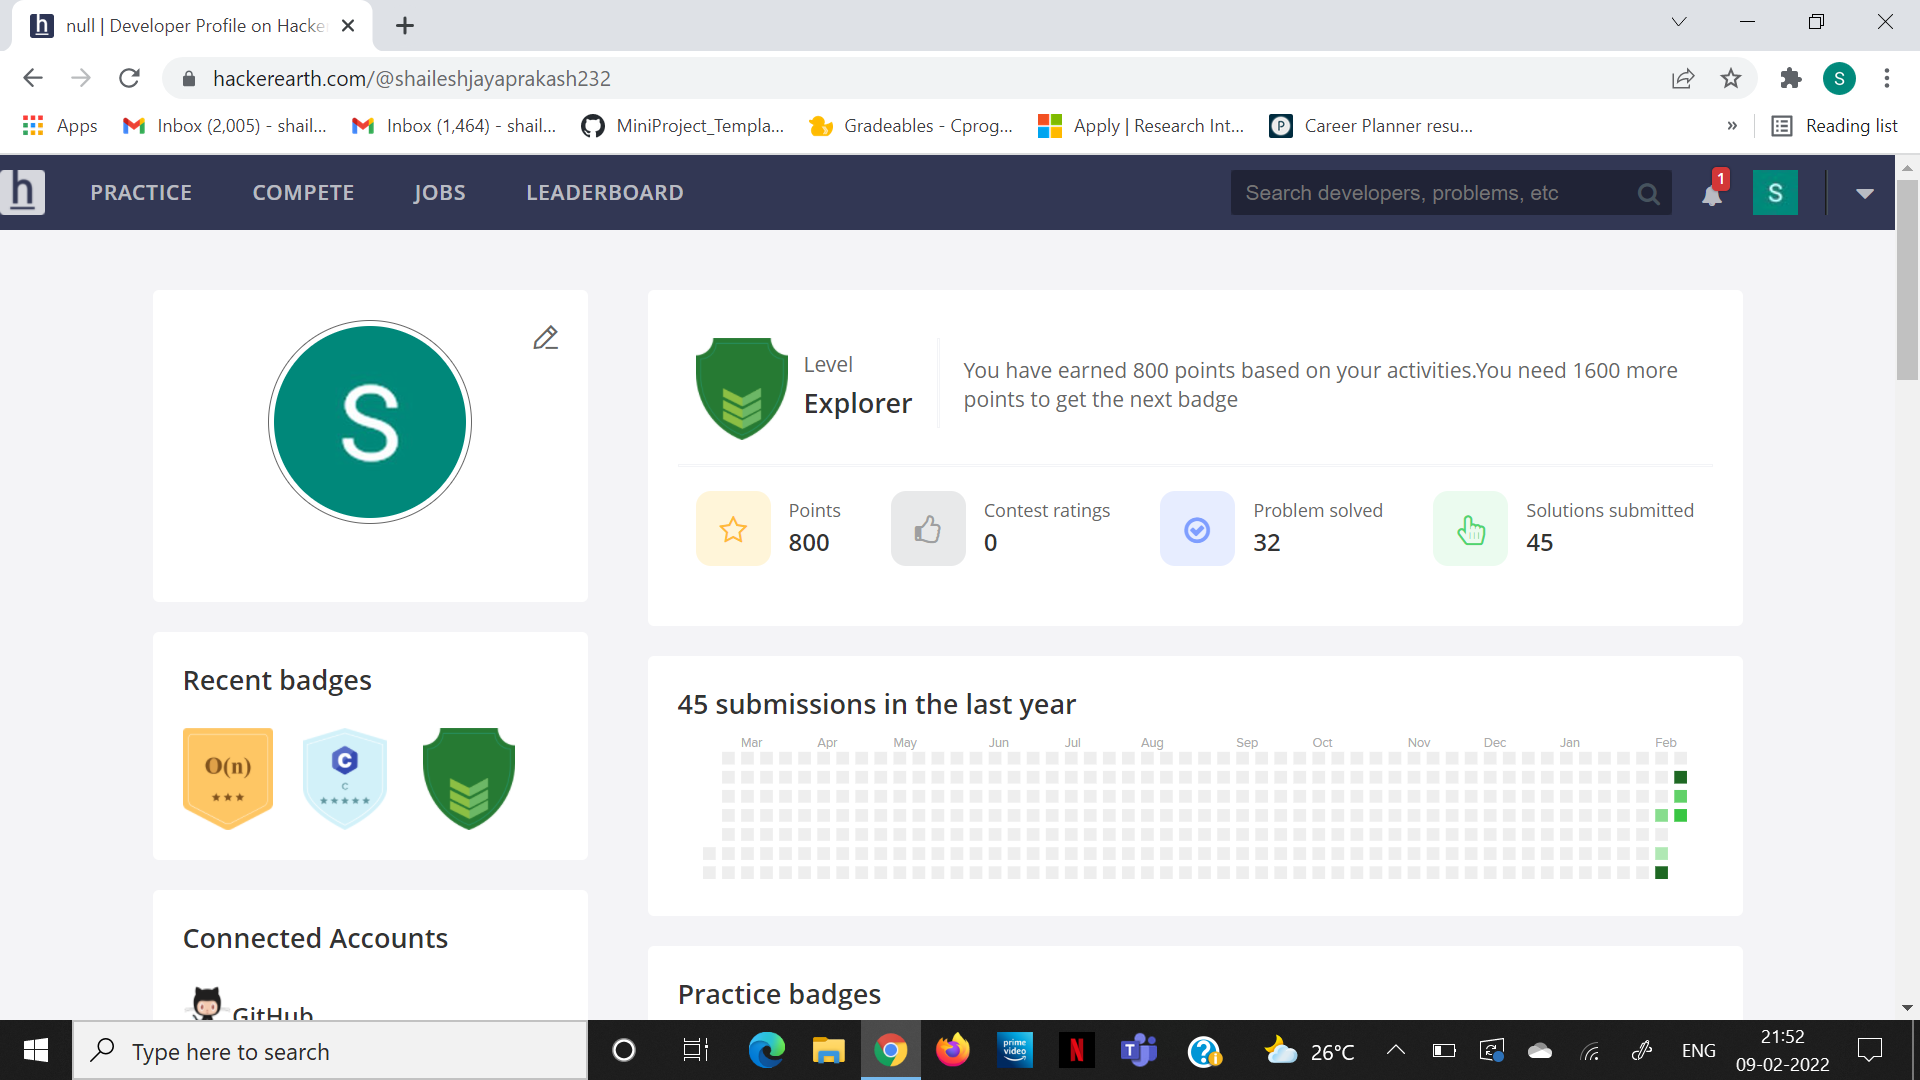 null | Developer Profile on Hacke
hackerearth.com/@shaileshjayaprakash232
S
Apps
Inbox (2,005) - shail...
Inbox (1,464) - shail...
MiniProject_Templa...
Gradeables - Cprog...
Apply | Research Int...
P
Career Planner resu...
»
Reading list
h
PRACTICE
COMPETE
JOBS
LEADERBOARD
Search developers, problems, etc
1
S
S
Level
Explorer
You have earned 800 points based on your activities.You need 1600 more
points to get the next badge
Points
800
Contest ratings
0
Problem solved
32
Solutions submitted
45
Recent badges
O(n)
C
C
45 submissions in the last year
Mar Apr May Jun Jul Aug Sep Oct Nov Dec Jan Feb
Connected Accounts
GitHub
Practice badges
Type here to search
prime
video
N
T
?
26°C
ENG
21:52
09-02-2022